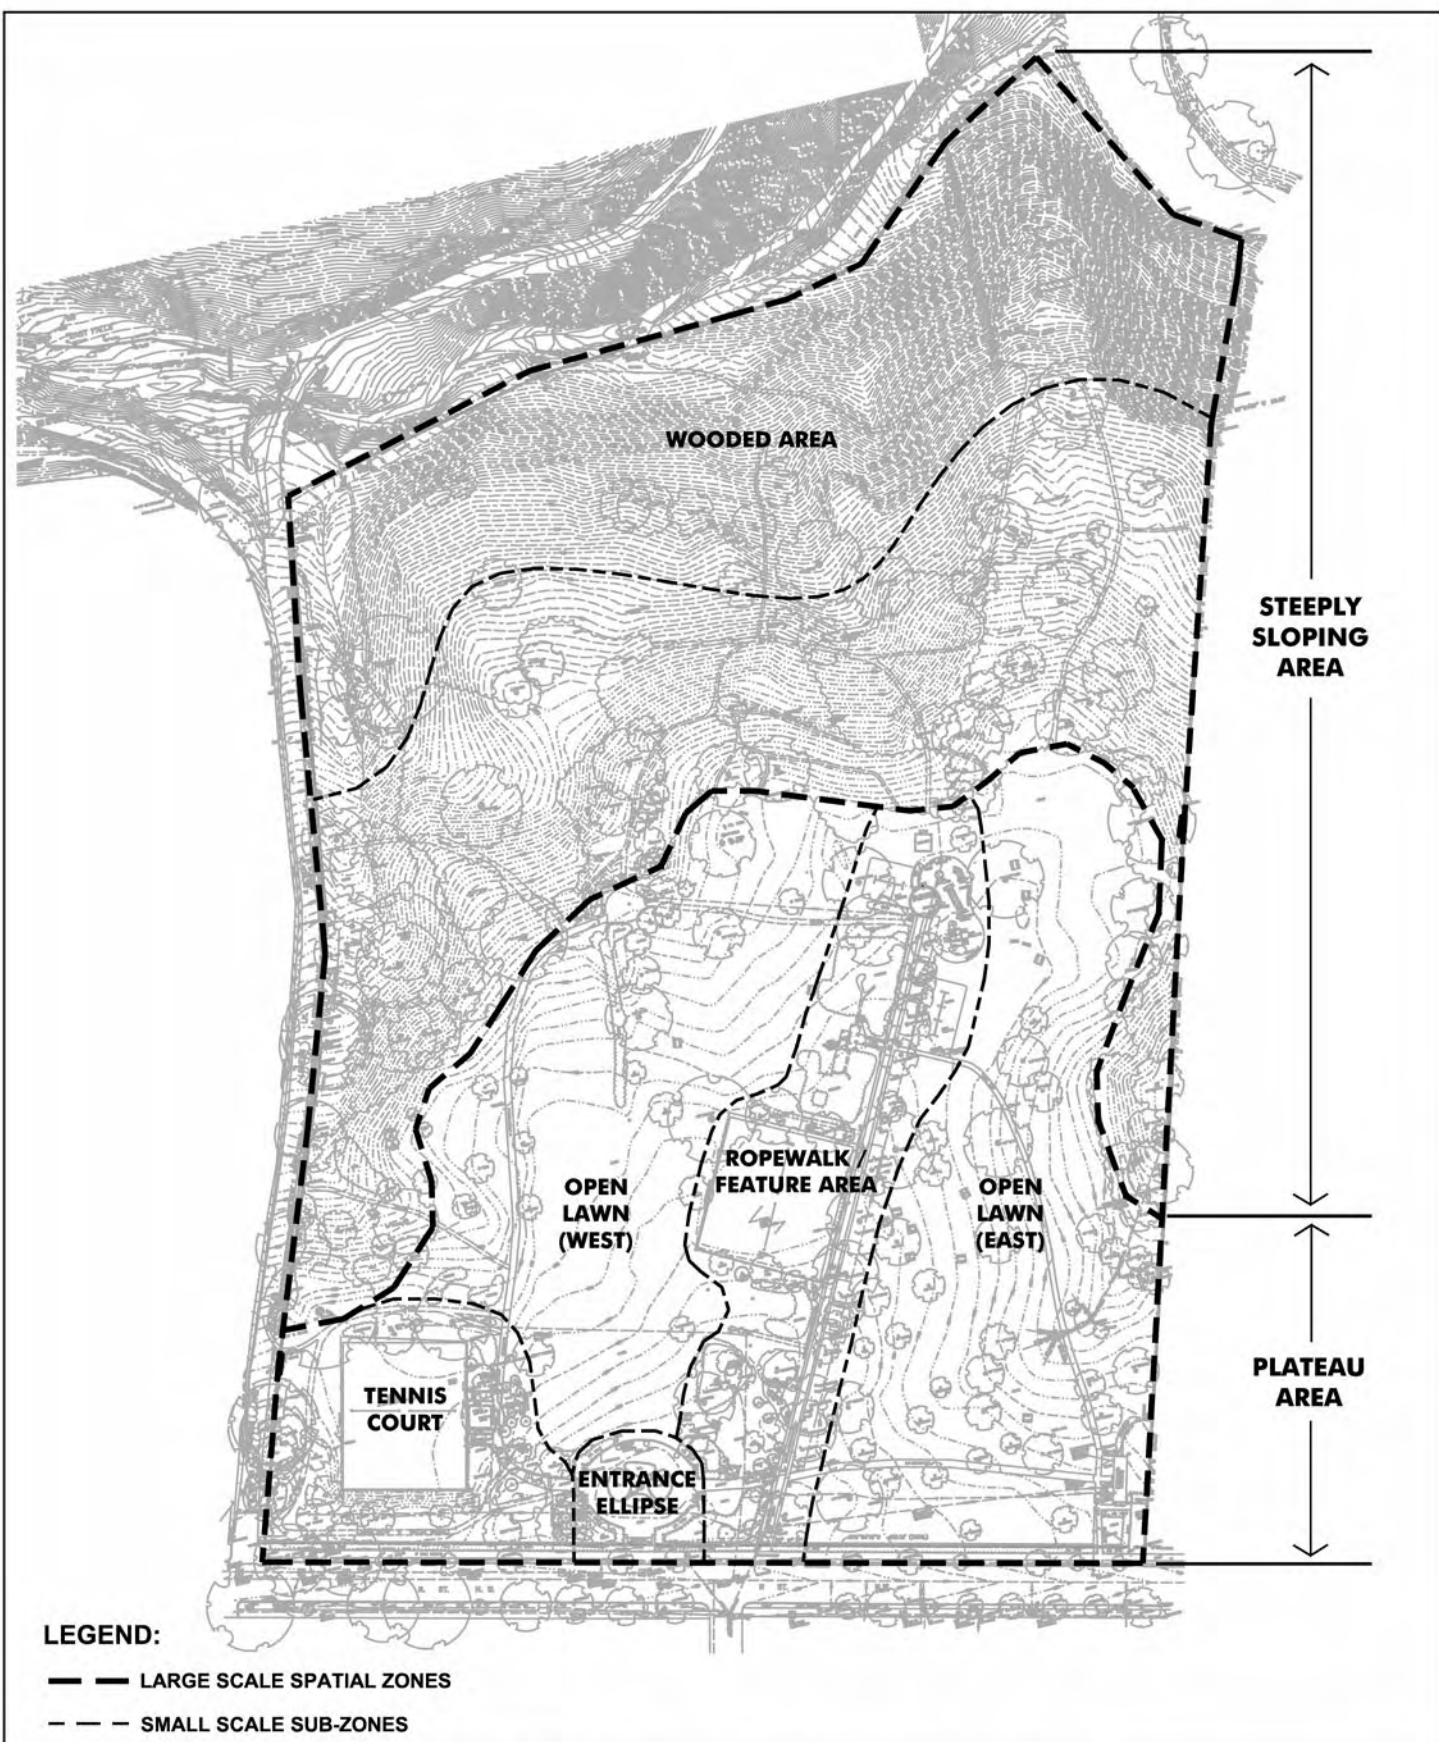 WOODED AREA
STEEPLY
SLOPING
AREA
ROPEWALK /
FEATURE AREA
OPEN
LAWN
(WEST)
OPEN
LAWN
(EAST)
PLATEAU
AREA
TENNIS
COURT
ENTRANCE
ELLIPSE
LEGEND:
LARGE SCALE SPATIAL ZONES
SMALL SCALE SUB-ZONES